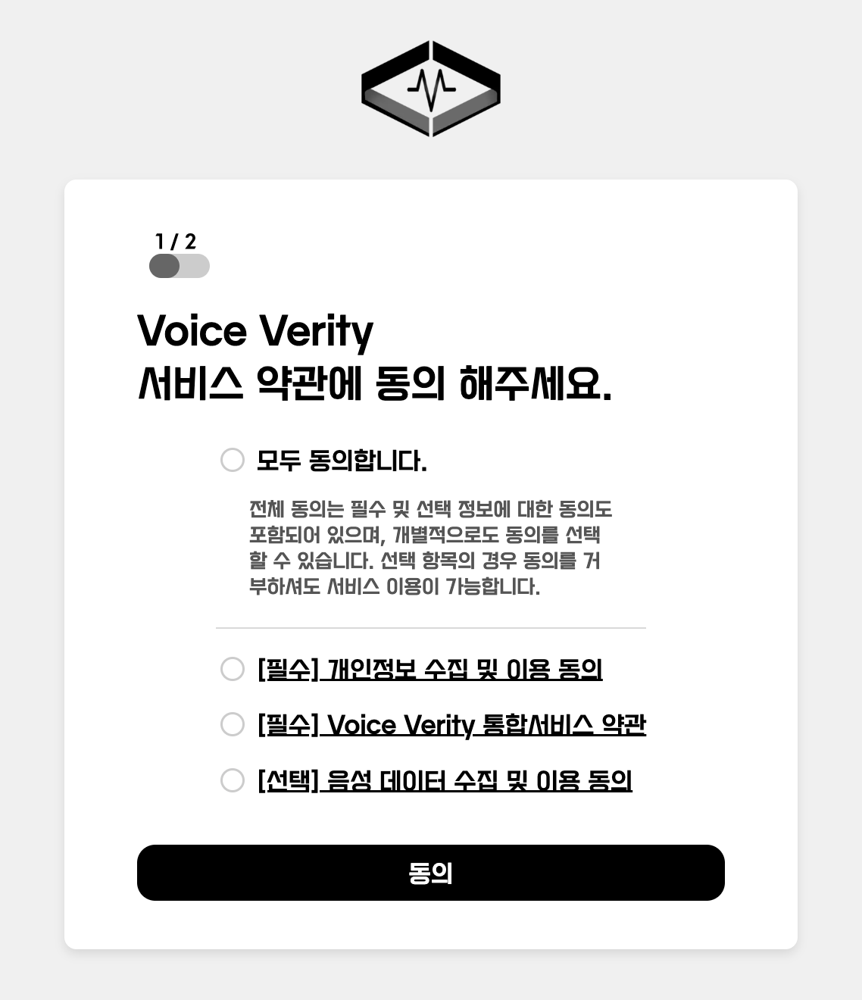 1 / 2
Voice Verity
서비스 약관에 동의 해주세요.
모두 동의합니다.
전체 동의는 필수 및 선택 정보에 대한 동의도
포함되어 있으며, 개별적으로도 동의를 선택
할 수 있습니다. 선택 항목의 경우 동의를 거
부하셔도 서비스 이용이 가능합니다.
[필수] 개인정보 수집 및 이용 동의
[필수] Voice Verity 통합서비스 약관
[선택] 음성 데이터 수집 및 이용 동의
동의